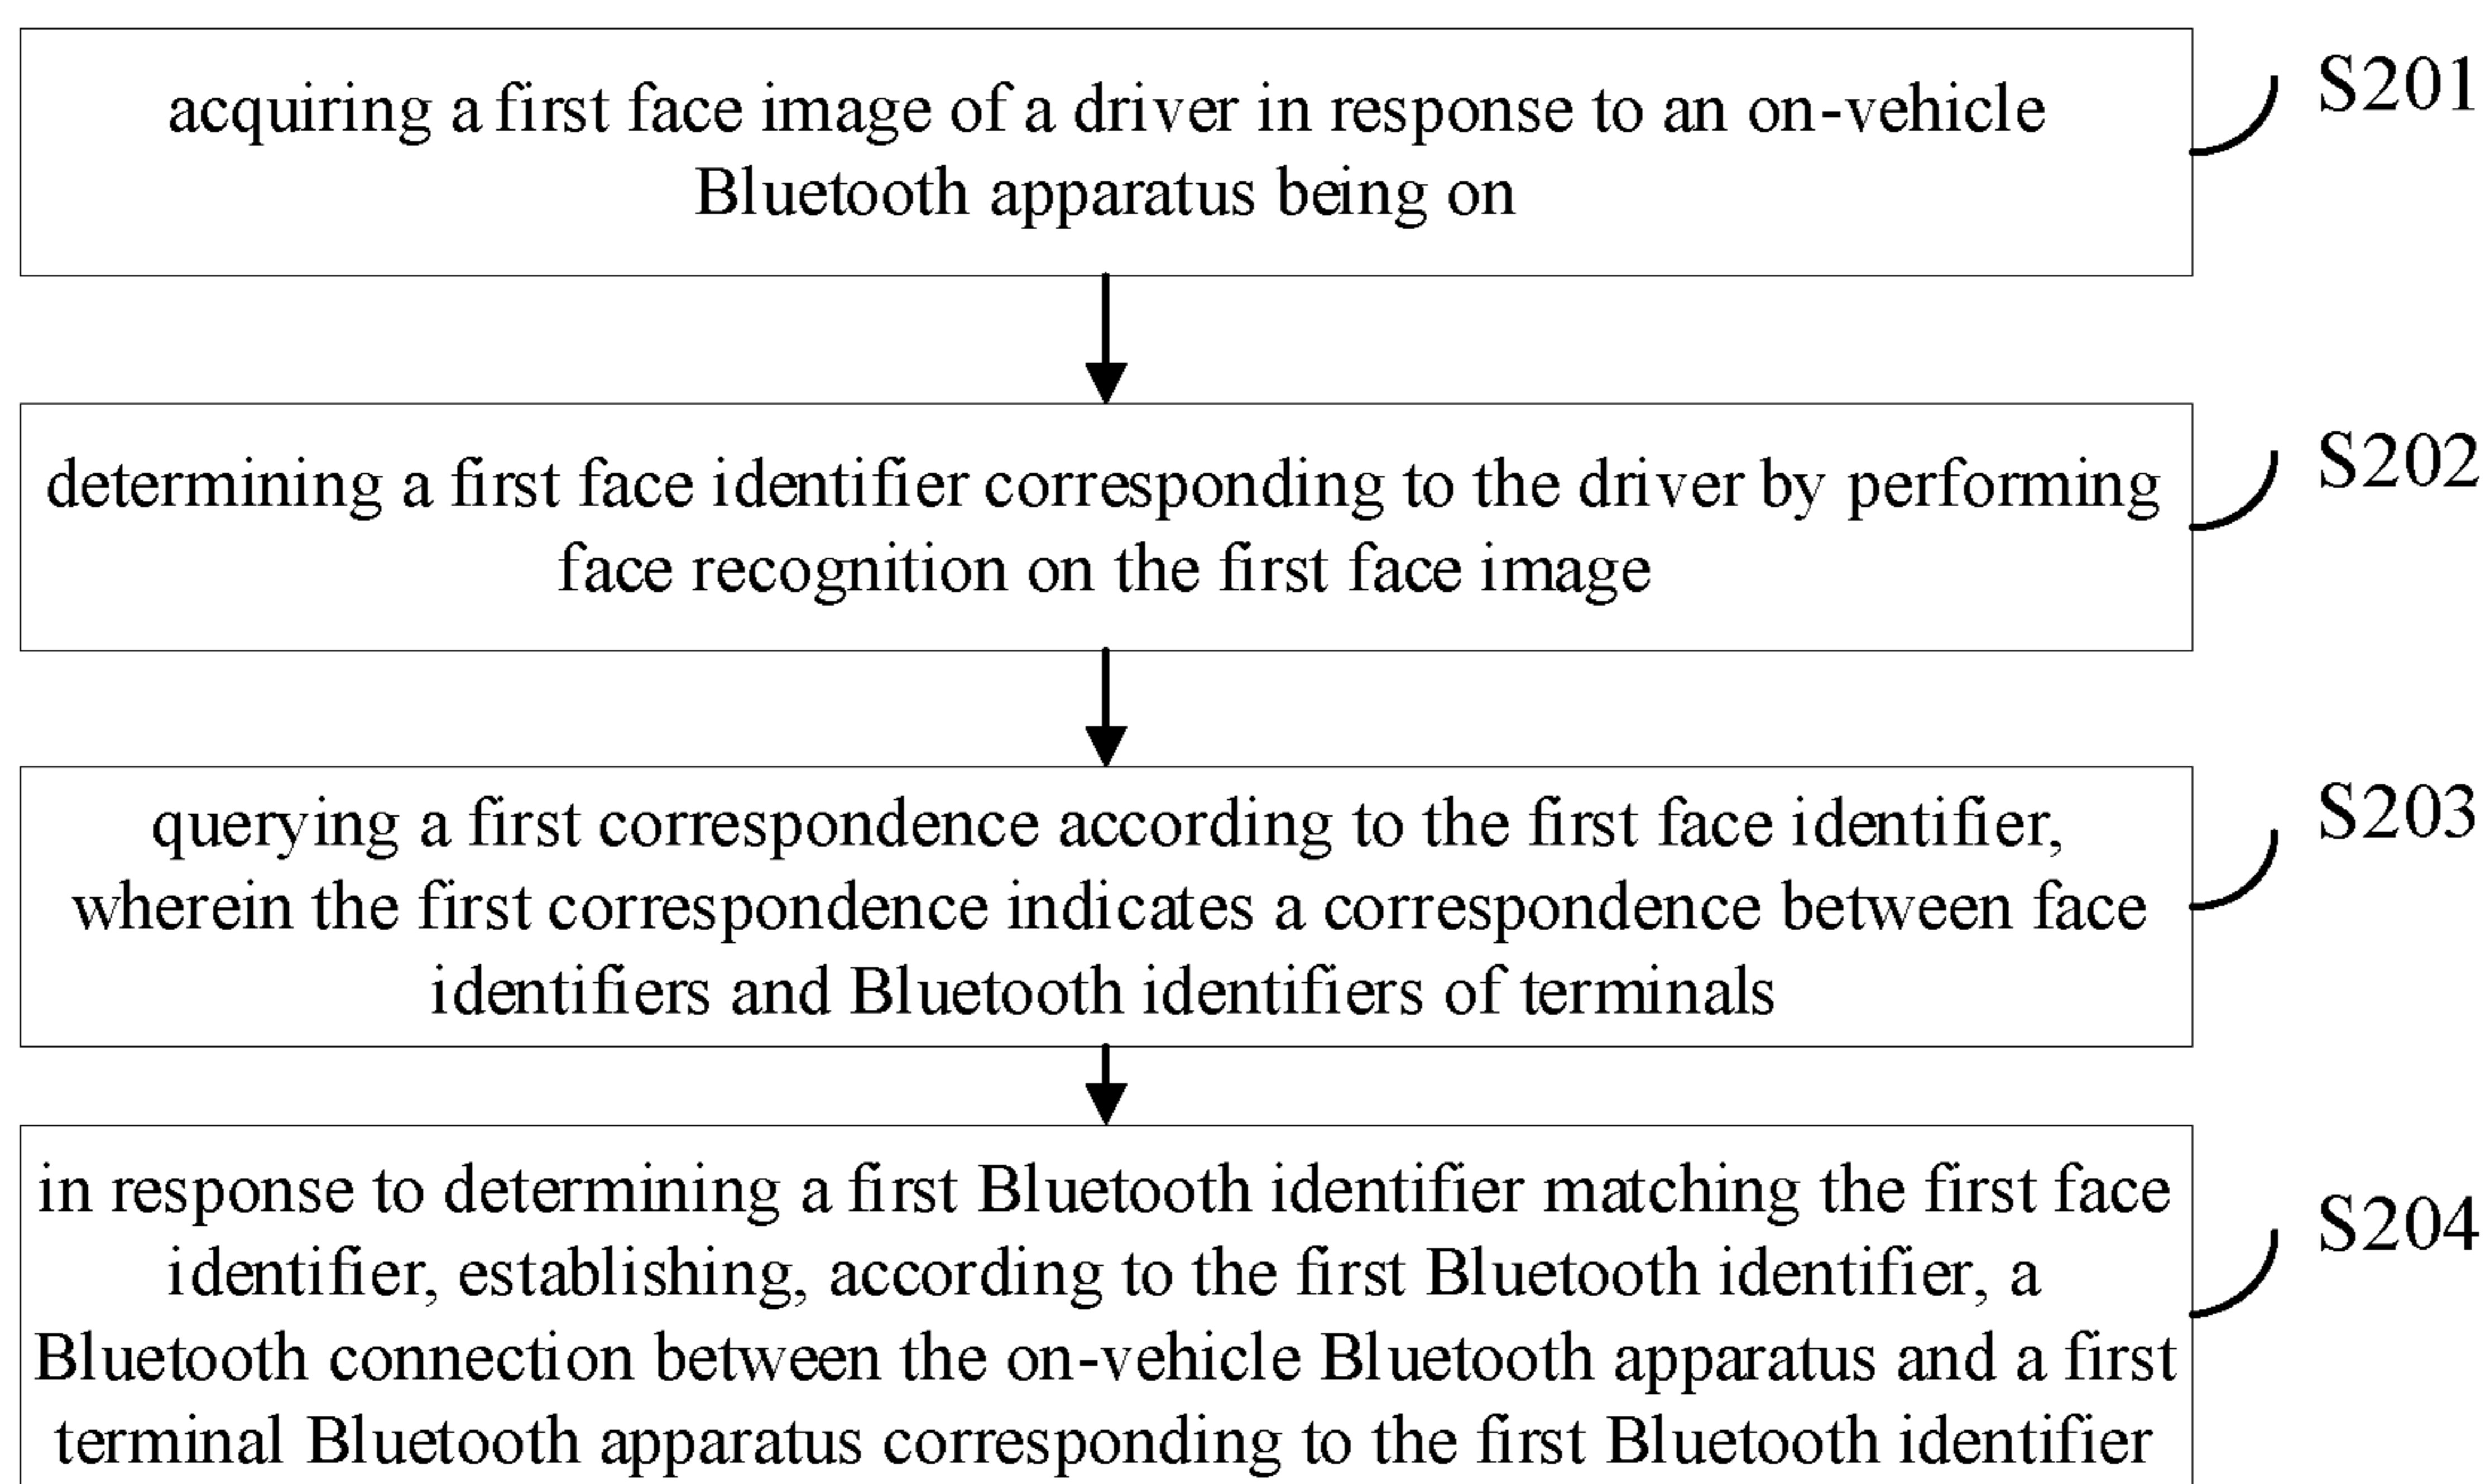 acquiring a first face image of a driver in response to an on-vehicle
Bluetooth apparatus being on
S201
determining a first face identifier corresponding to the driver by performing
face recognition on the first face image
S202
querying a first correspondence according to the first face identifier,
wherein the first correspondence indicates a correspondence between face
identifiers and Bluetooth identifiers of terminals
S203
in response to determining a first Bluetooth identifier matching the first face
identifier, establishing, according to the first Bluetooth identifier, a
Bluetooth connection between the on-vehicle Bluetooth apparatus and a first
terminal Bluetooth apparatus corresponding to the first Bluetooth identifier
S204